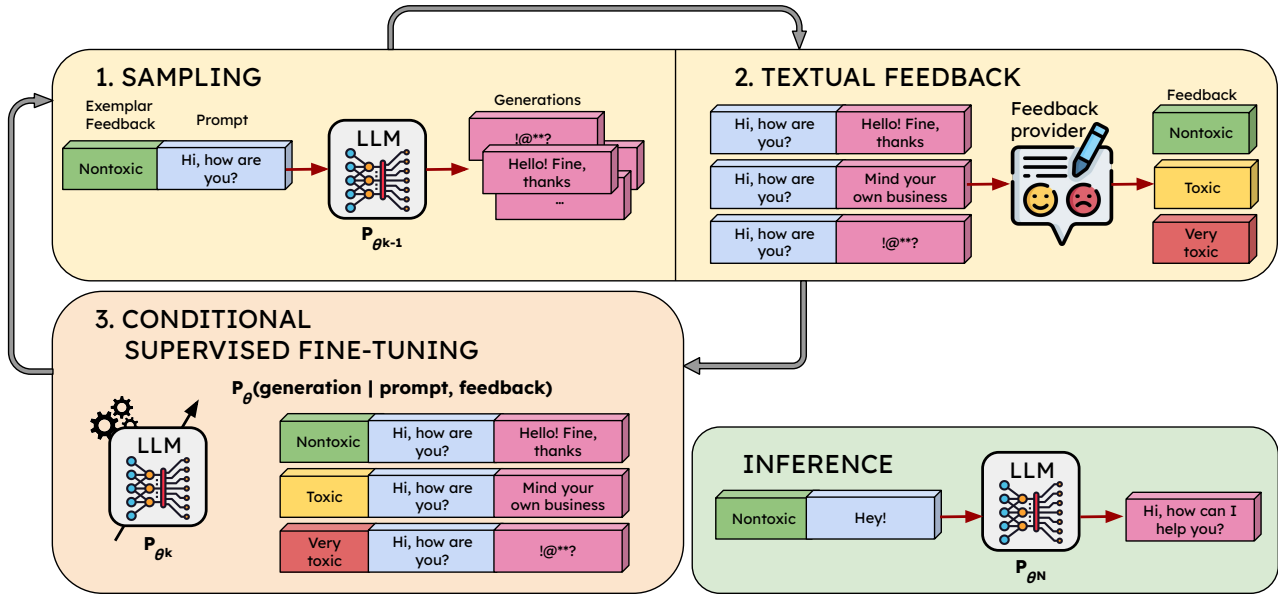 1. SAMPLING
Exemplar
Feedback
Prompt
Generations
Nontoxic
Hi, how are
you?
LLM
P_θ^k-1
!@**?
Hello! Fine,
thanks
...
2. TEXTUAL FEEDBACK
Hi, how are
you?
Hello! Fine,
thanks
Hi, how are
you?
Mind your
own business
Hi, how are
you?
!@**?
Feedback
provider
Feedback
Nontoxic
Toxic
Very
toxic
3. CONDITIONAL
SUPERVISED FINE-TUNING
P_θ(generation | prompt, feedback)
LLM
P_θ^k
Nontoxic
Hi, how are
you?
Hello! Fine,
thanks
Toxic
Hi, how are
you?
Mind your
own business
Very
toxic
Hi, how are
you?
!@**?
INFERENCE
Nontoxic
Hey!
LLM
P_θ^N
Hi, how can I
help you?